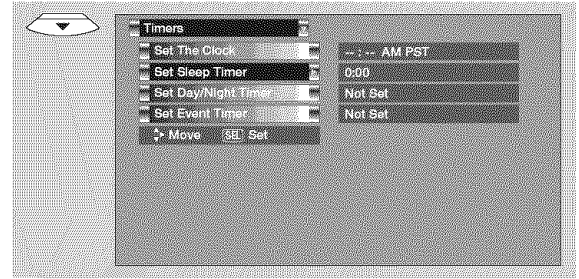 Timers
Set The Clock -- : -- AM PST
Set Sleep Timer 0:00
Set Day/Night Timer Not Set
Set Event Timer Not Set
Move SEL Set